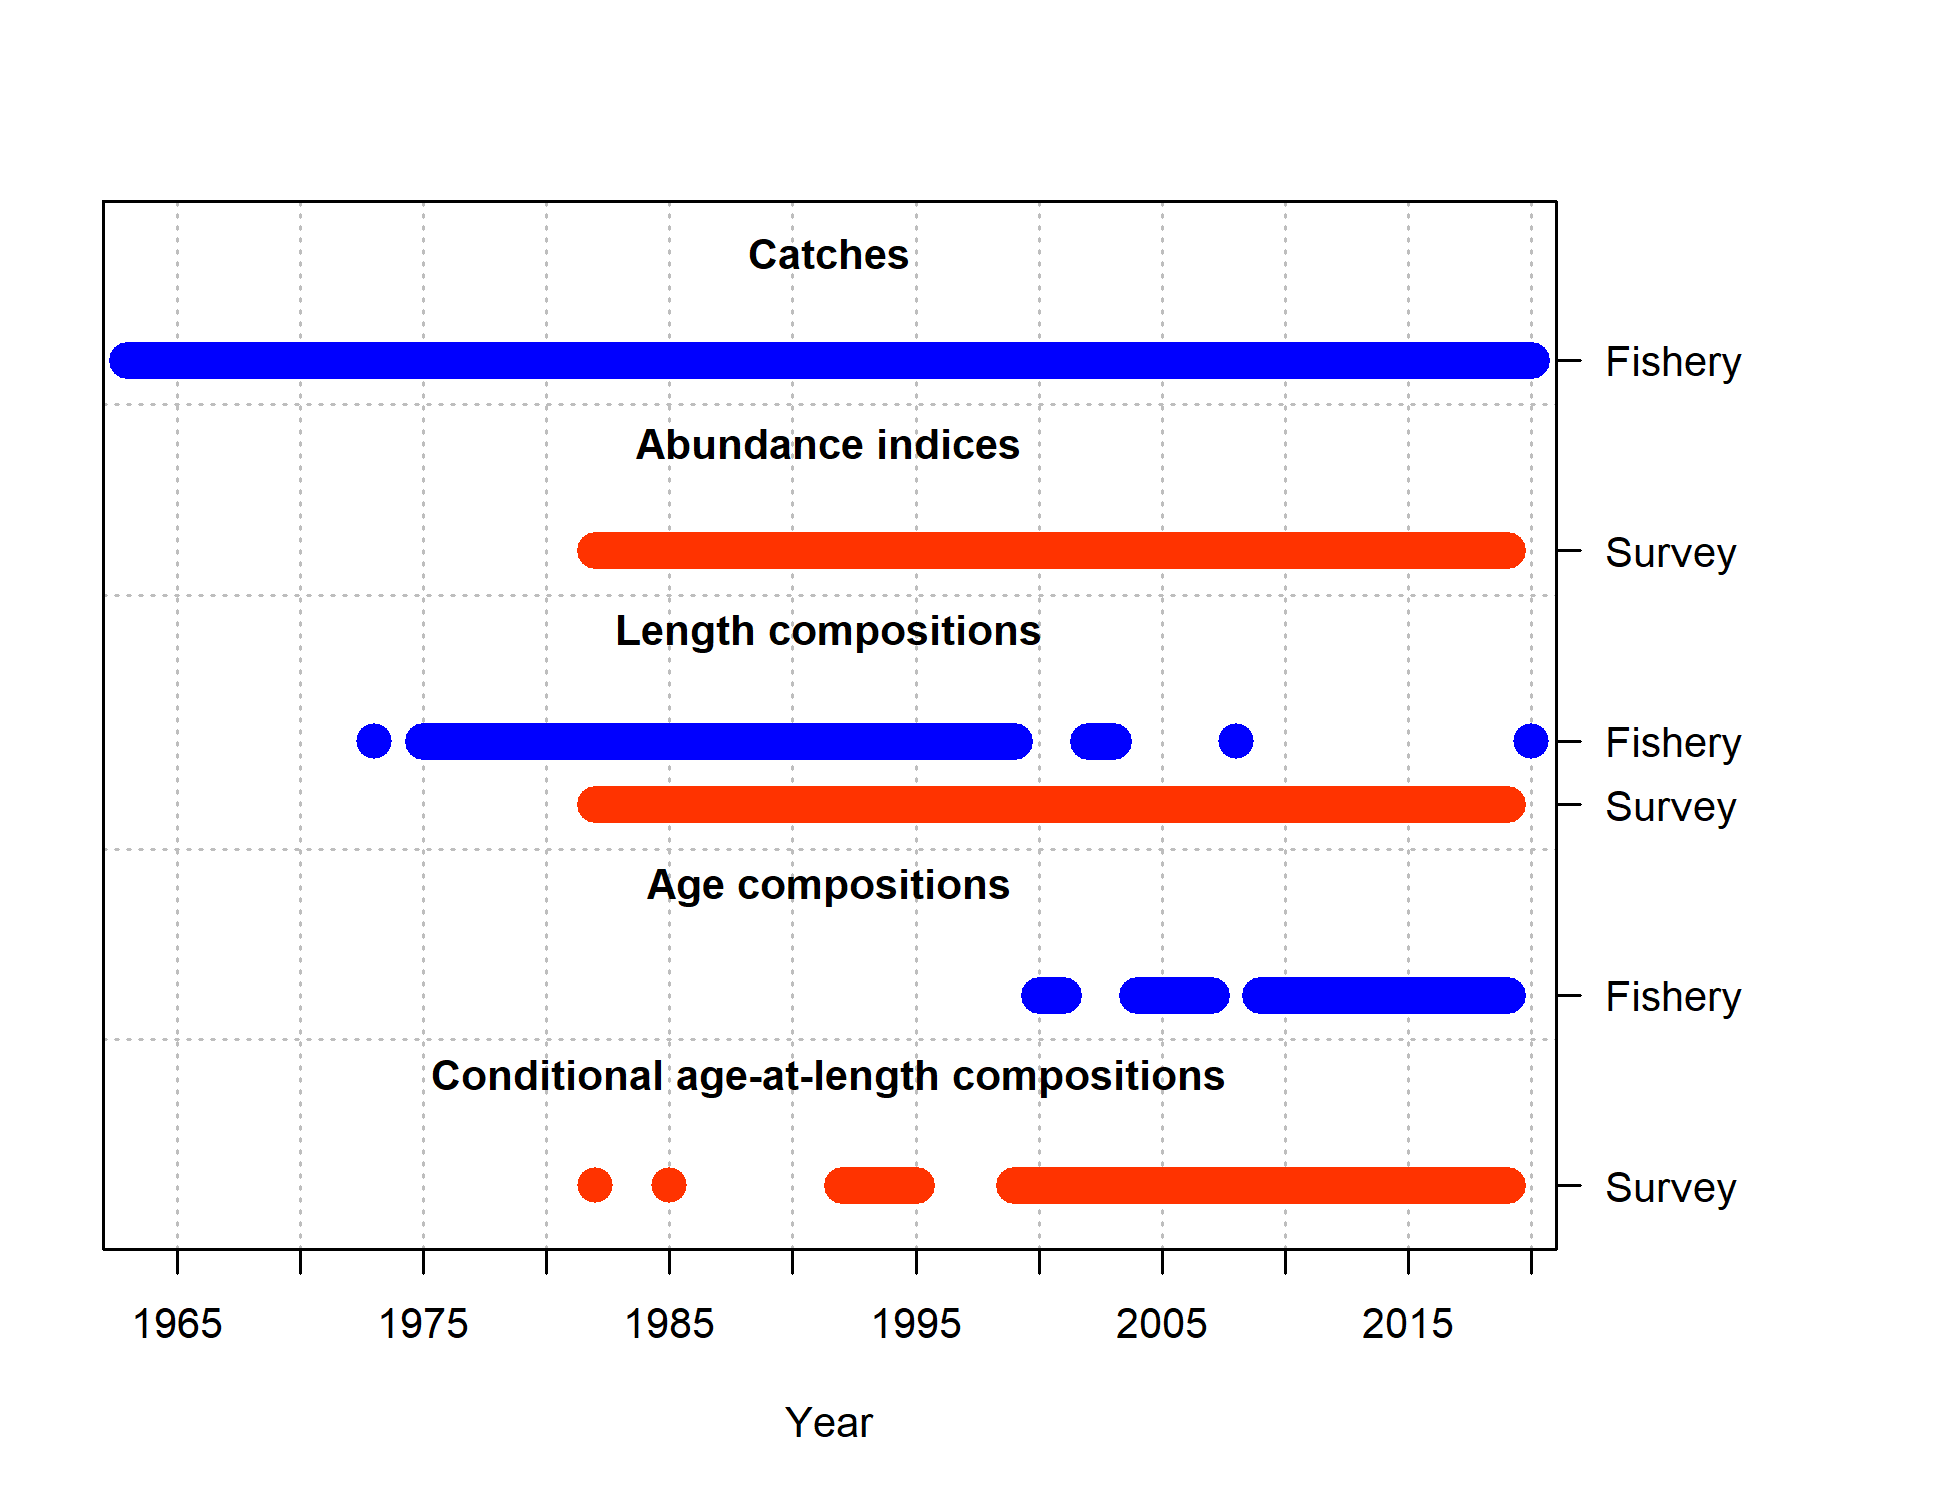 Catches
Fishery
Abundance indices
Survey
Length compositions
Fishery
Survey
Age compositions
Fishery
Conditional age-at-length compositions
Survey
1965 1975 1985 1995 2005 2015
Year